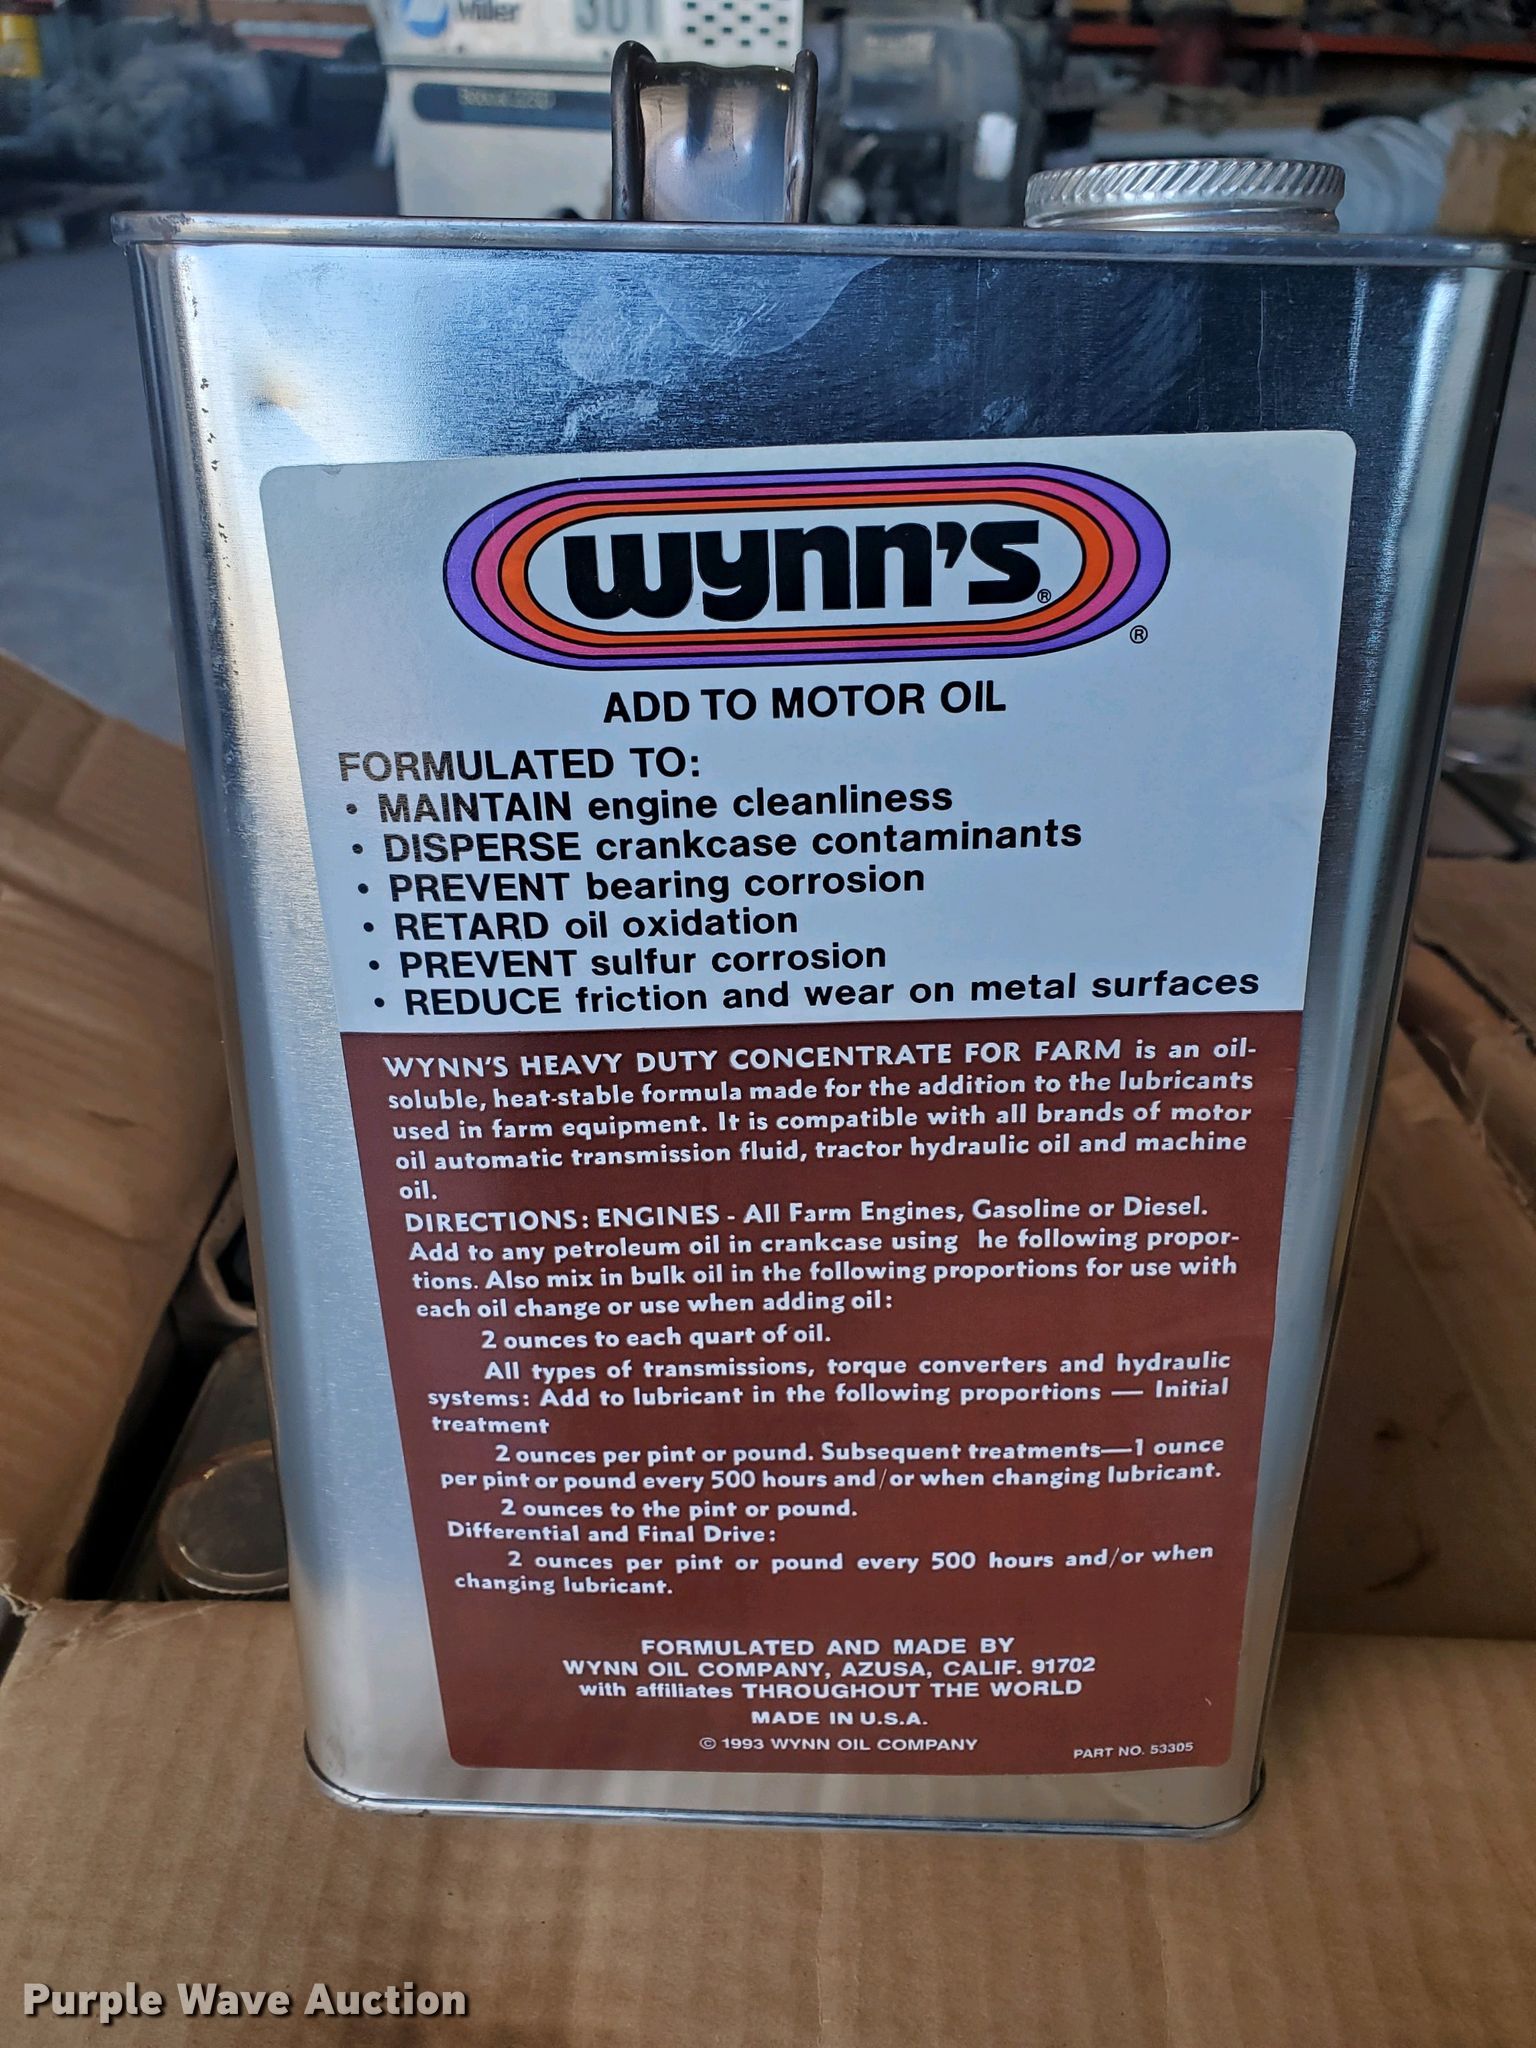 Miller
301
WYNN'S®
®
ADD TO MOTOR OIL
FORMULATED TO:
• MAINTAIN engine cleanliness
• DISPERSE crankcase contaminants
• PREVENT bearing corrosion
• RETARD oil oxidation
• PREVENT sulfur corrosion
• REDUCE friction and wear on metal surfaces
WYNN'S HEAVY DUTY CONCENTRATE FOR FARM is an oil-
soluble, heat-stable formula made for the addition to the lubricants
used in farm equipment. It is compatible with all brands of motor
oil automatic transmission fluid, tractor hydraulic oil and machine
oil.
DIRECTIONS: ENGINES - All Farm Engines, Gasoline or Diesel.
Add to any petroleum oil in crankcase using he following propor-
tions. Also mix in bulk oil in the following proportions for use with
each oil change or use when adding oil:
2 ounces to each quart of oil.
All types of transmissions, torque converters and hydraulic
systems: Add to lubricant in the following proportions — Initial
treatment
2 ounces per pint or pound. Subsequent treatments—1 ounce
per pint or pound every 500 hours and/or when changing lubricant.
2 ounces to the pint or pound.
Differential and Final Drive:
2 ounces per pint or pound every 500 hours and/or when
changing lubricant.
FORMULATED AND MADE BY
WYNN OIL COMPANY, AZUSA, CALIF. 91702
with affiliates THROUGHOUT THE WORLD
MADE IN U.S.A.
© 1993 WYNN OIL COMPANY
PART NO. 53305
Purple Wave Auction